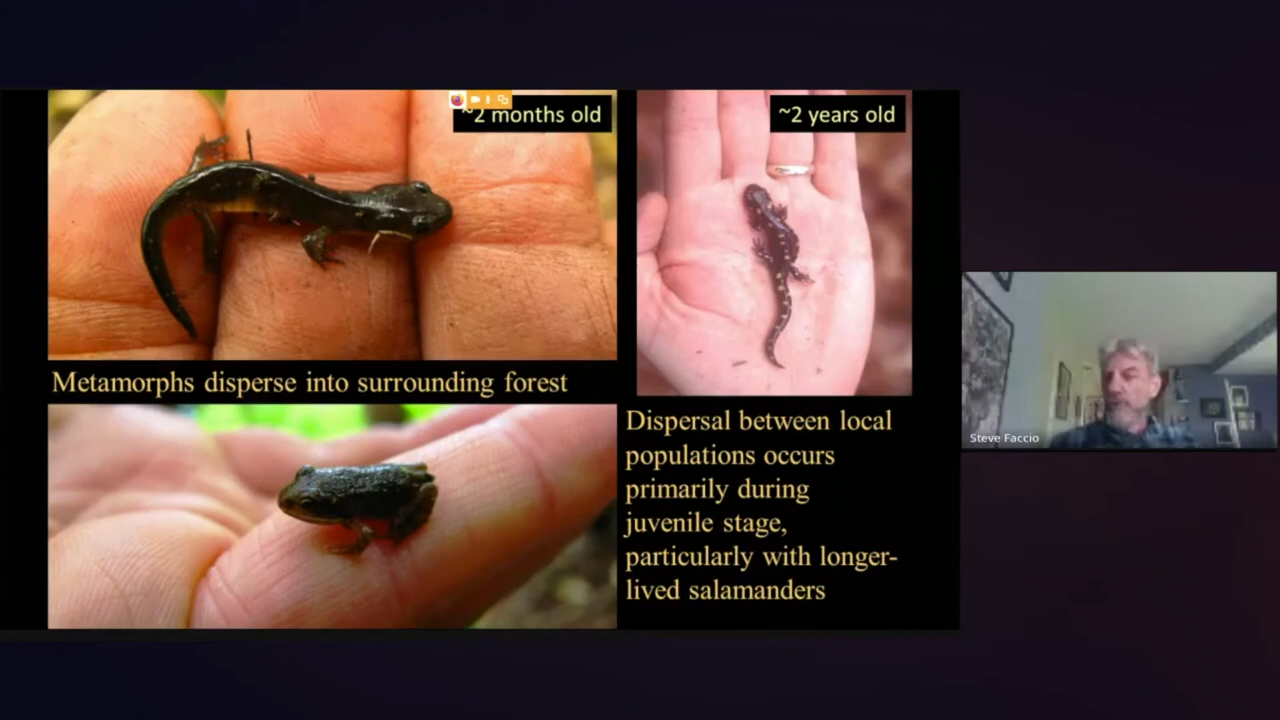 ~2 months old
~2 years old
Metamorphs disperse into surrounding forest
Dispersal between local
populations occurs
primarily during
juvenile stage,
particularly with longer-
lived salamanders
Steve Faccio